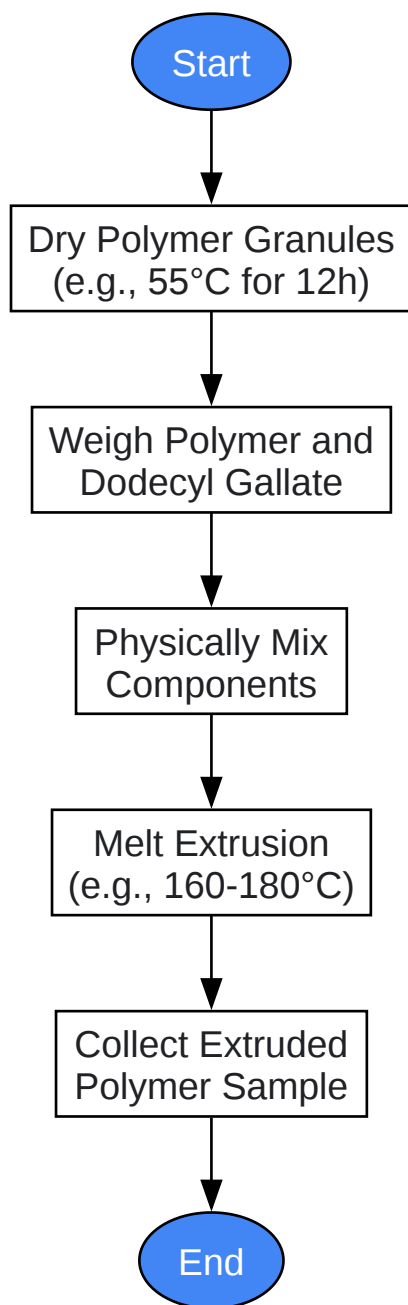 Start
Dry Polymer Granules
(e.g., 55°C for 12h)
Weigh Polymer and
Dodecyl Gallate
Physically Mix
Components
Melt Extrusion
(e.g., 160-180°C)
Collect Extruded
Polymer Sample
End